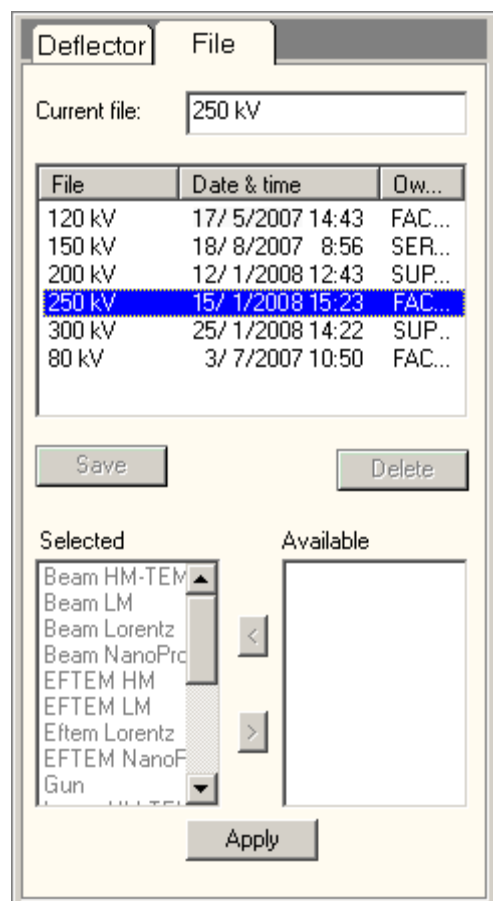 Deflector File
Current file: 250 kV
File Date & time Ow...
120 kV 17/ 5/2007 14:43 FAC...
150 kV 18/ 8/2007 8:56 SER...
200 kV 12/ 1/2008 12:43 SUP...
250 kV 15/ 1/2008 15:23 FAC...
300 kV 25/ 1/2008 14:22 SUP...
80 kV 3/ 7/2007 10:50 FAC...
Save Delete
Selected Available
Beam HM-TEM
Beam LM
Beam Lorentz
Beam NanoPro
EFTEM HM
EFTEM LM
Eftem Lorentz
EFTEM NanoF
Gun
<
>
Apply